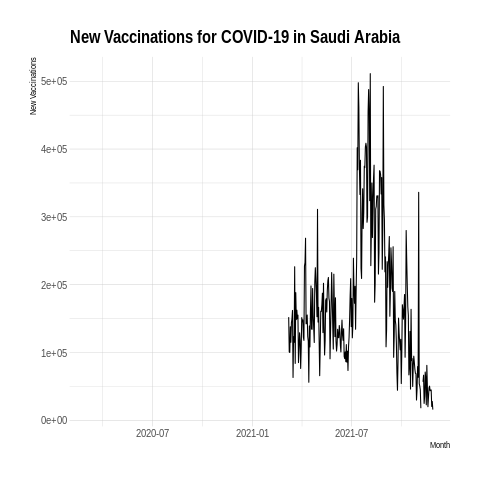 New Vaccinations for COVID-19 in Saudi Arabia
New Vaccinations
5e+05
4e+05
3e+05
2e+05
1e+05
0e+00
2020-07 2021-01 2021-07
Month